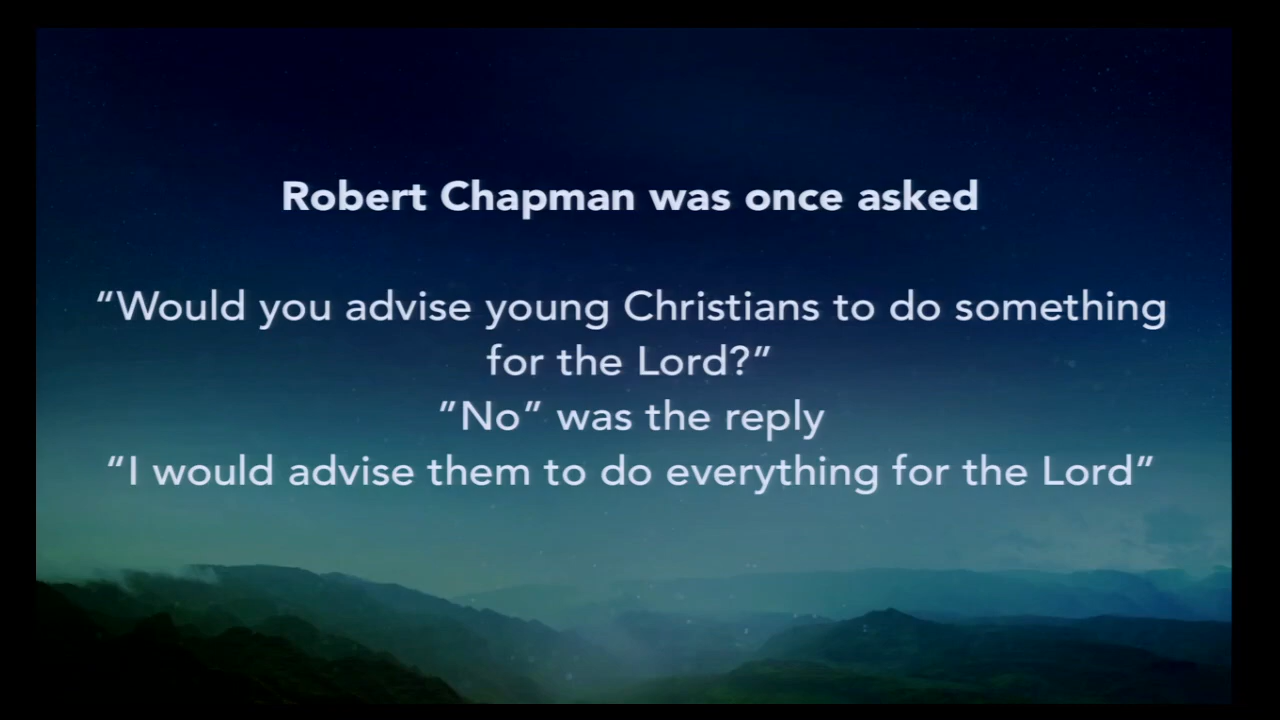 Robert Chapman was once asked
“Would you advise young Christians to do something
for the Lord?”
”No” was the reply
“I would advise them to do everything for the Lord”